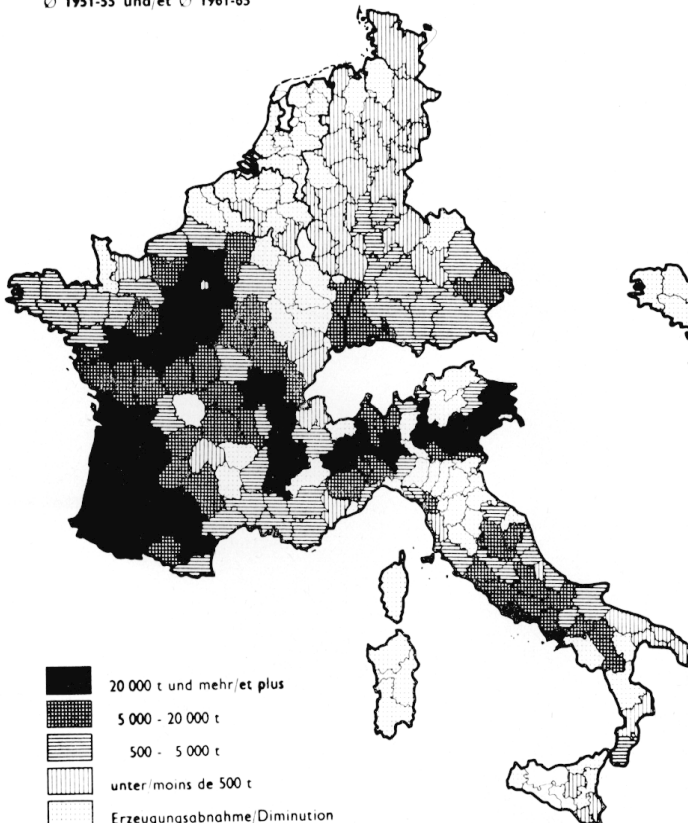 Ø 1951-55 und/et Ø 1961-65
20 000 t und mehr/et plus
5 000 - 20 000 t
500 - 5 000 t
unter/moins de 500 t
Erzeugungsabnahme/Diminution